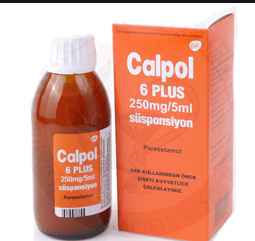 Calpol
6 PLUS
250mg/5ml
süspansiyon
Parasetamol
HER KULLANIMDAN ÖNCE
ŞİŞEYİ KUVVETLİCE
ÇALKALAYINIZ.
Calpol
6 PLUS
250mg/5ml
süspansiyon
Parasetamol